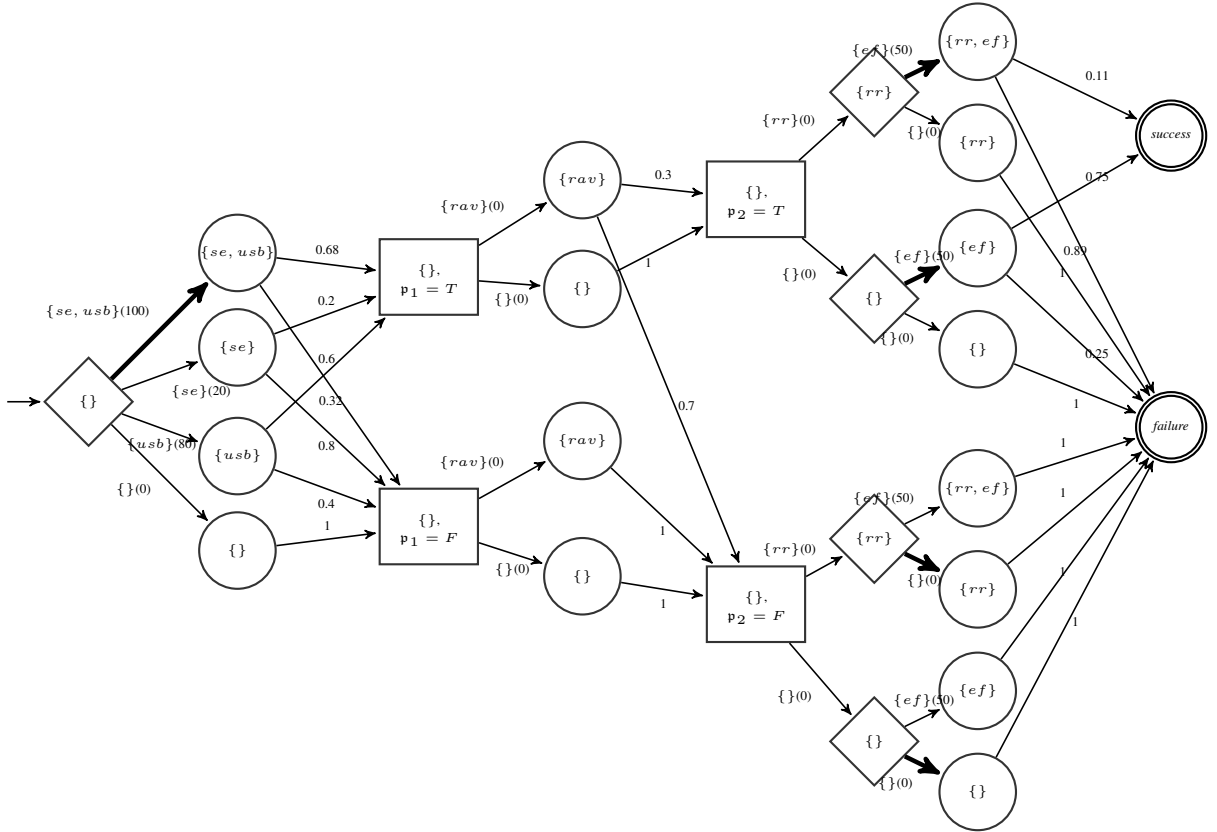 {ef}(50)
{rr, ef}
0.11
{rr}
{rr}(0)
{}(0)
{rr}
success
{rav}
0.3
{},
𝔭2 = T
0.75
{rav}(0)
{se, usb}
0.68
{ef}
{ef}(50)
0.89
1
{},
𝔭1 = T
1
{}(0)
{}
{}(0)
{}
{}(0)
0.2
{se, usb}(100)
{se}
{}
0.25
0.6
{se}(20)
0.32
{}
0.7
1
{usb}(80)
0.8
{rav}
failure
{usb}
{rav}(0)
1
{}(0)
0.4
{ef}(50)
{rr, ef}
1
1
{},
𝔭1 = F
1
{rr}
{}
{rr}(0)
{}(0)
{}
{}(0)
1
{rr}
1
{},
𝔭2 = F
1
{}(0)
{ef}(50)
{ef}
{}
{}(0)
{}